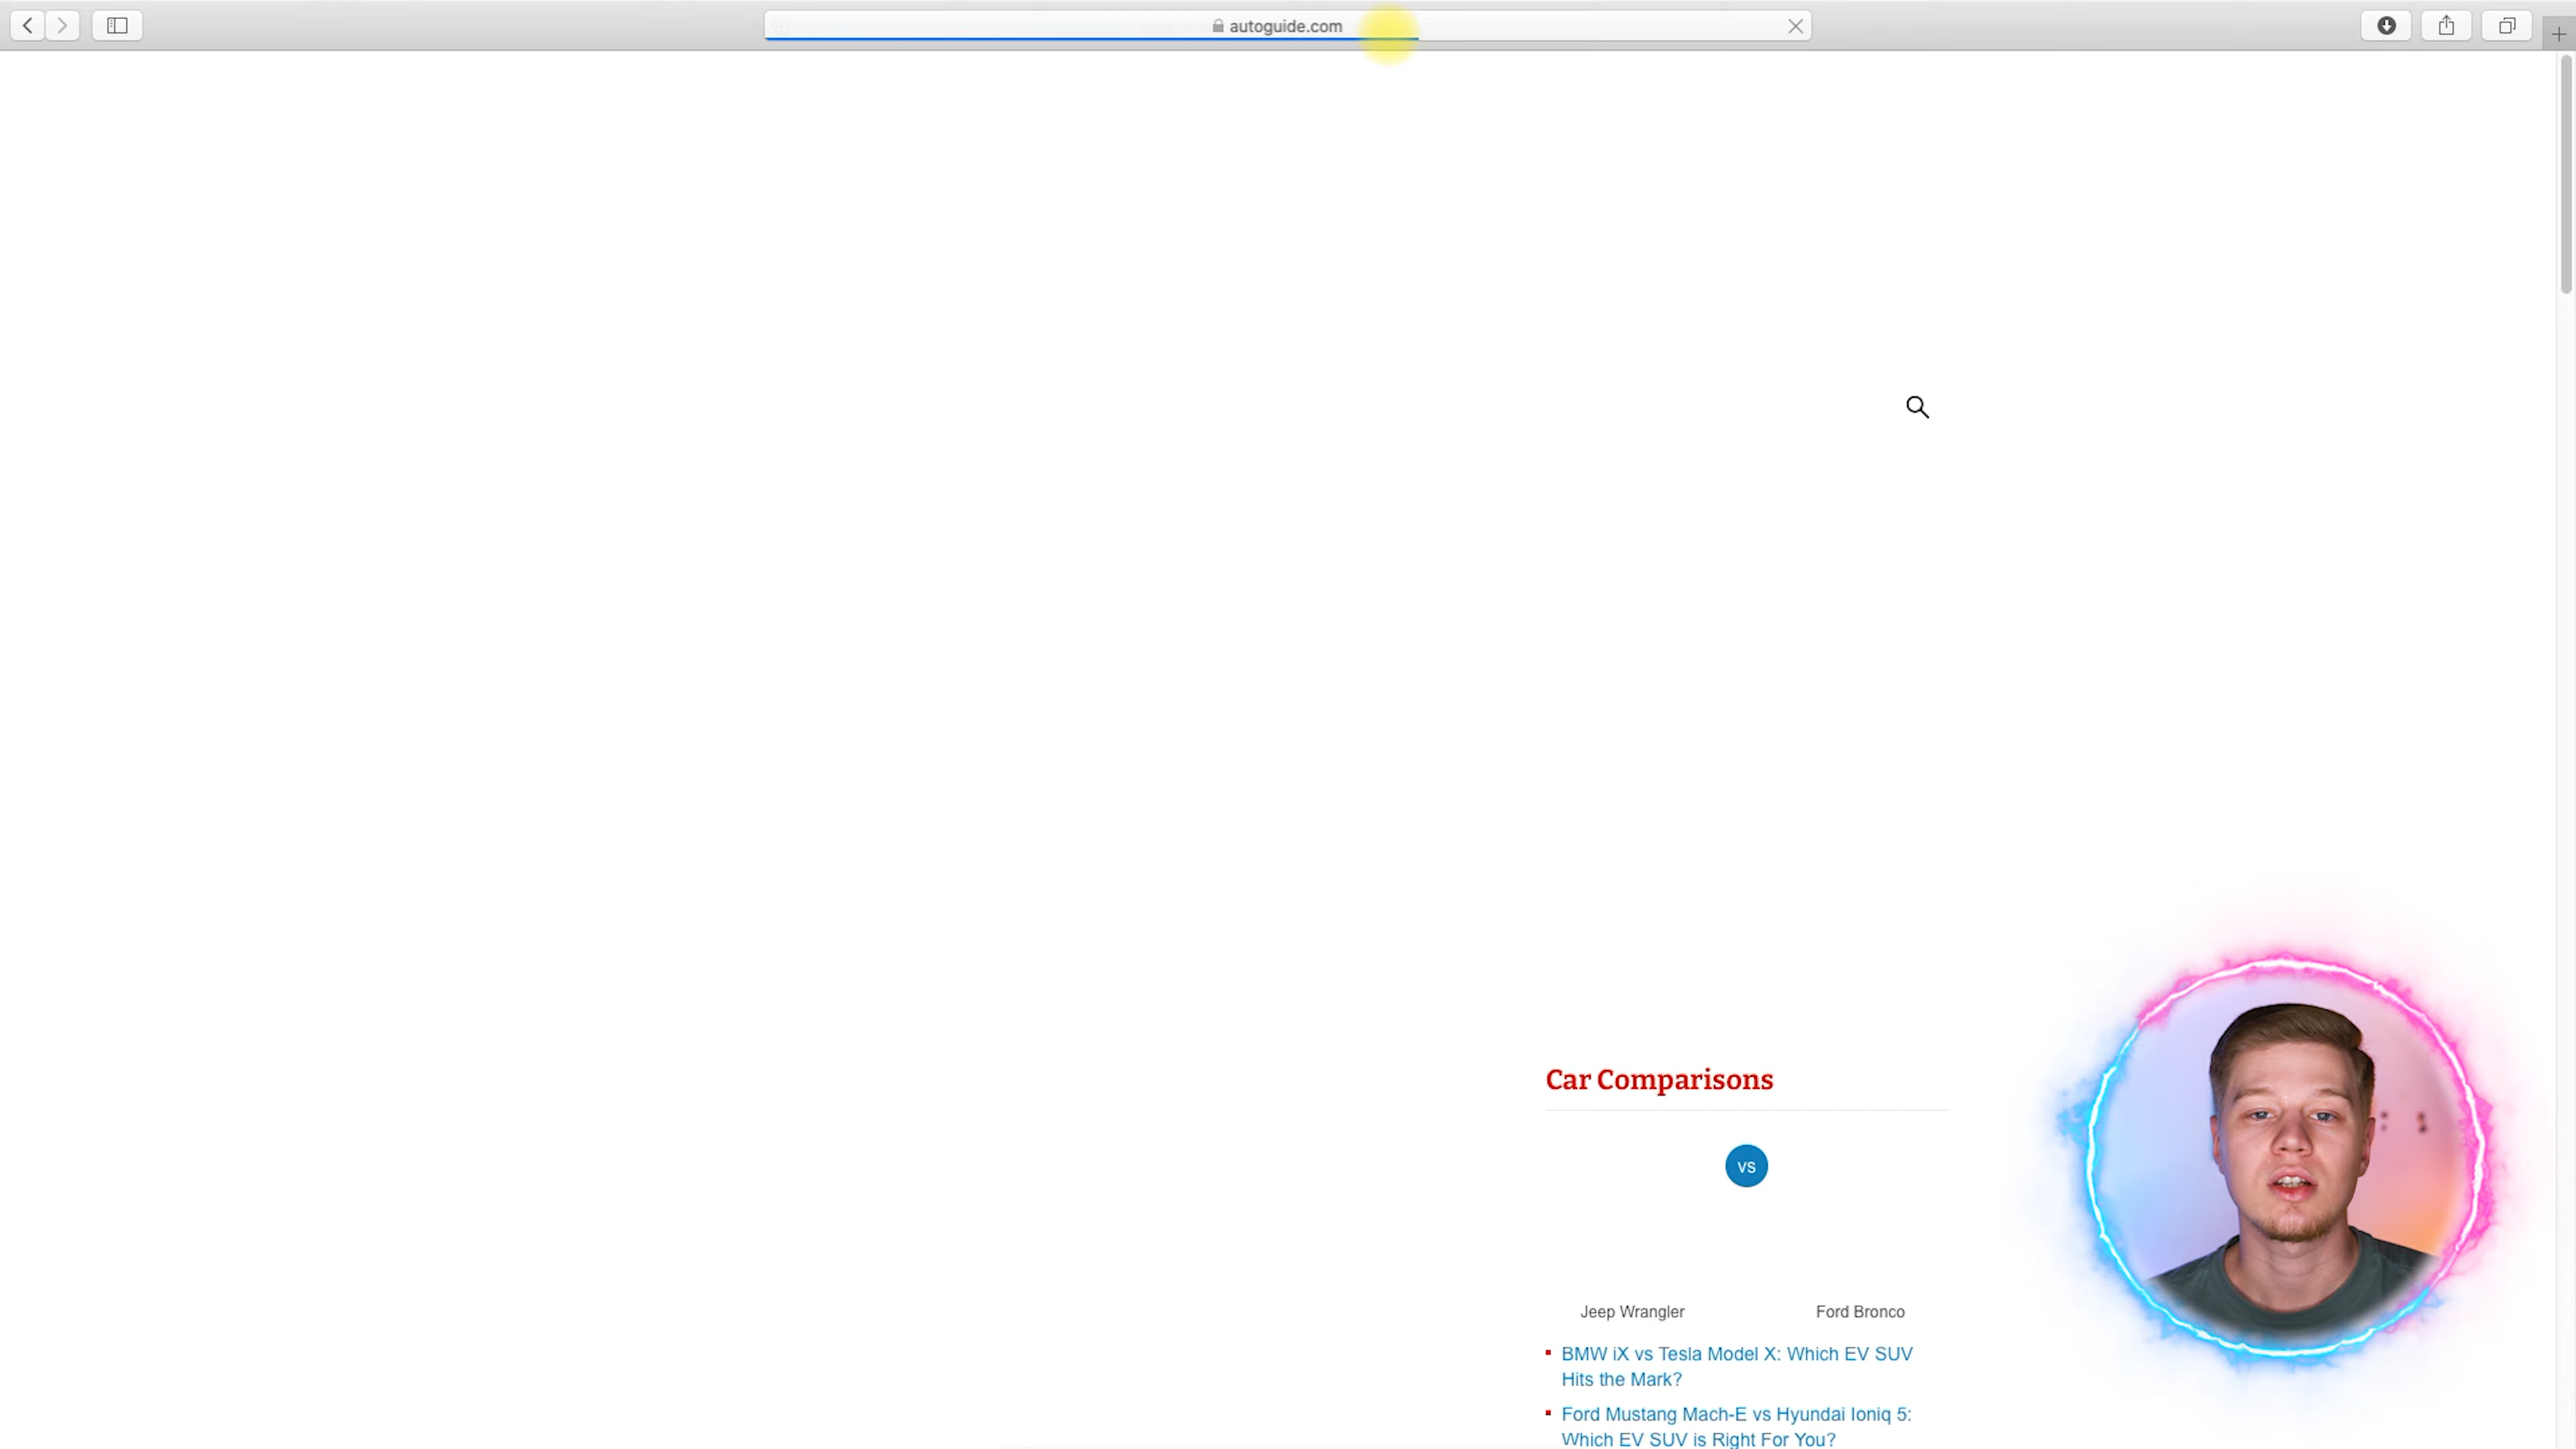 autoguide.com
Car Comparisons
vs
Jeep Wrangler Ford Bronco
BMW iX vs Tesla Model X: Which EV SUV
Hits the Mark?
Ford Mustang Mach-E vs Hyundai Ioniq 5:
Which EV SUV is Right For You?